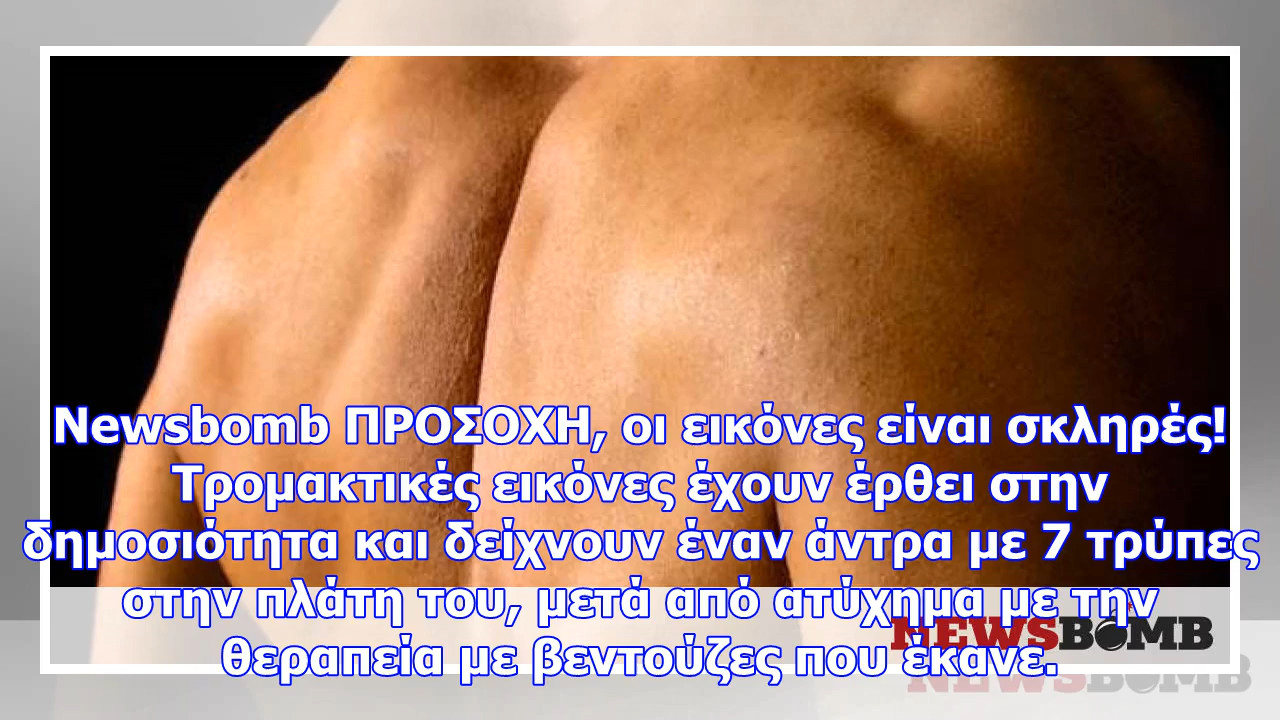 Newsbomb ΠΡΟΣΟΧΗ, οι εικόνες είναι σκληρές!
Τρομακτικές εικόνες έχουν έρθει στην
δημοσιότητα και δείχνουν έναν άντρα με 7 τρύπες
στην πλάτη του, μετά από ατύχημα με την
θεραπεία με βεντούζες που έκανε.
NEWSBOMB
NEWSBOMB